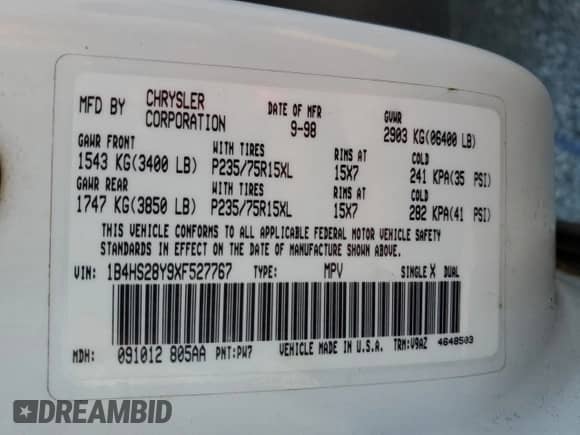 MFD BY CHRYSLER CORPORATION DATE OF MFR 9-98 GVWR 2903 KG(06400 LB)
GAWR FRONT WITH TIRES RIMS AT COLD
1543 KG(3400 LB) P235/75R15XL 15X7 241 KPA(35 PSI)
GAWR REAR WITH TIRES RIMS AT COLD
1747 KG(3850 LB) P235/75R15XL 15X7 282 KPA(41 PSI)
THIS VEHICLE CONFORMS TO ALL APPLICABLE FEDERAL MOTOR VEHICLE SAFETY
STANDARDS IN EFFECT ON THE DATE OF MANUFACTURE SHOWN ABOVE.
VIN: 1B4HS28Y9XF527767 TYPE: MPV SINGLE X DUAL
MDH: 091012 805AA PNT:PW7 VEHICLE MADE IN U.S.A. TRM:V9AZ 4648503
DREAMBID